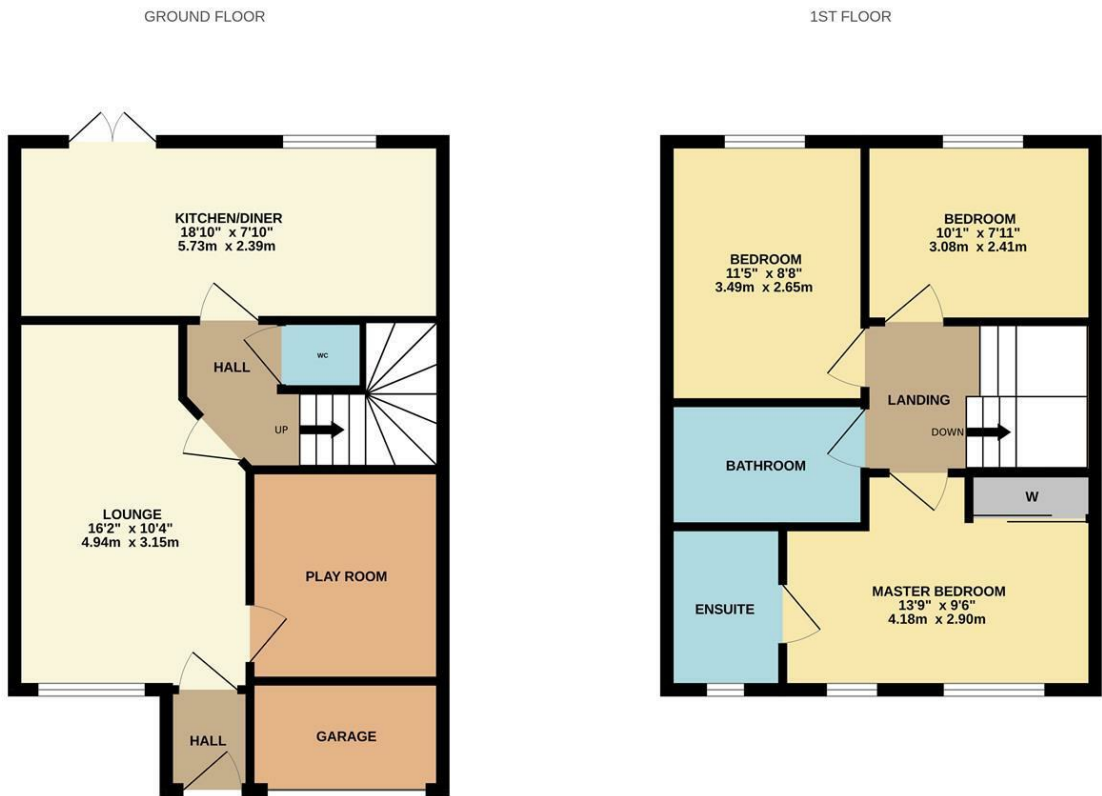 GROUND FLOOR
KITCHEN/DINER
18'10" x 7'10"
5.73m x 2.39m
HALL
WC
UP
LOUNGE
16'2" x 10'4"
4.94m x 3.15m
PLAY ROOM
HALL
GARAGE
1ST FLOOR
BEDROOM
11'5" x 8'8"
3.49m x 2.65m
BEDROOM
10'1" x 7'11"
3.08m x 2.41m
LANDING
DOWN
BATHROOM
W
ENSUITE
MASTER BEDROOM
13'9" x 9'6"
4.18m x 2.90m